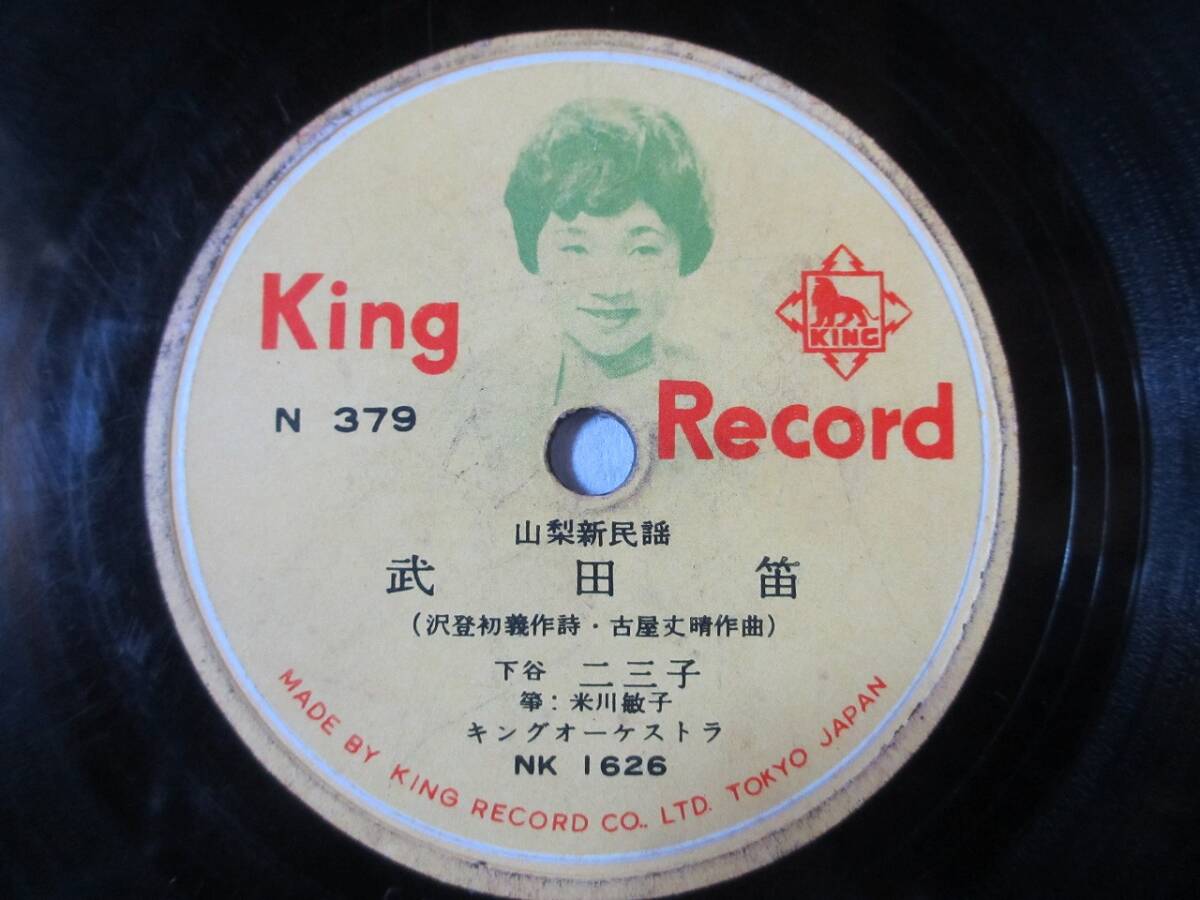 King
KING
Record
N 379
山梨新民謡
武田笛
(沢登初義作詩・古屋丈晴作曲)
下谷 二三子
箏: 米川敏子
キングオーケストラ
NK 1626
MADE BY KING RECORD CO., LTD. TOKYO JAPAN